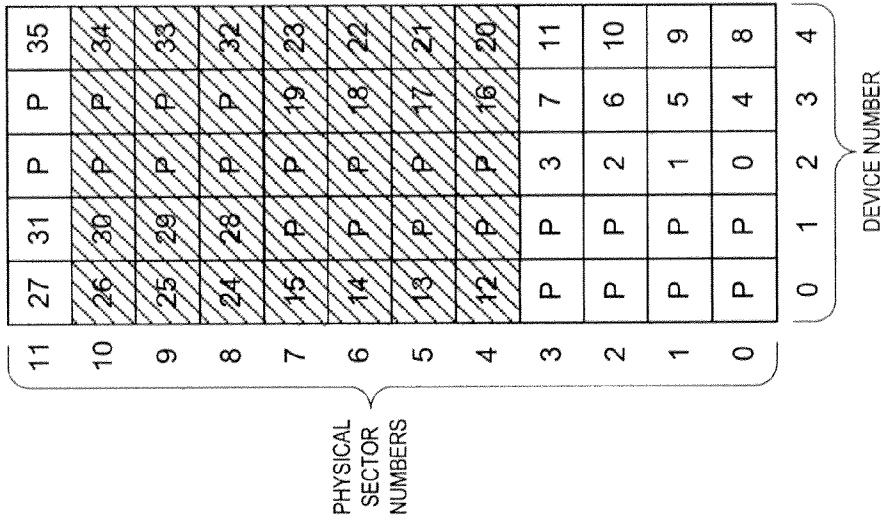 11 27 31 P P 35
10 26 30 P P 34
9 25 29 P P 33
8 24 28 P P 32
7 15 P P 19 23
6 14 P P 18 22
5 13 P P 17 21
4 12 P P 16 20
3 P P 3 7 11
2 P P 2 6 10
1 P P 1 5 9
0 P P 0 4 8
0 1 2 3 4
PHYSICAL
SECTOR
NUMBERS
DEVICE NUMBER